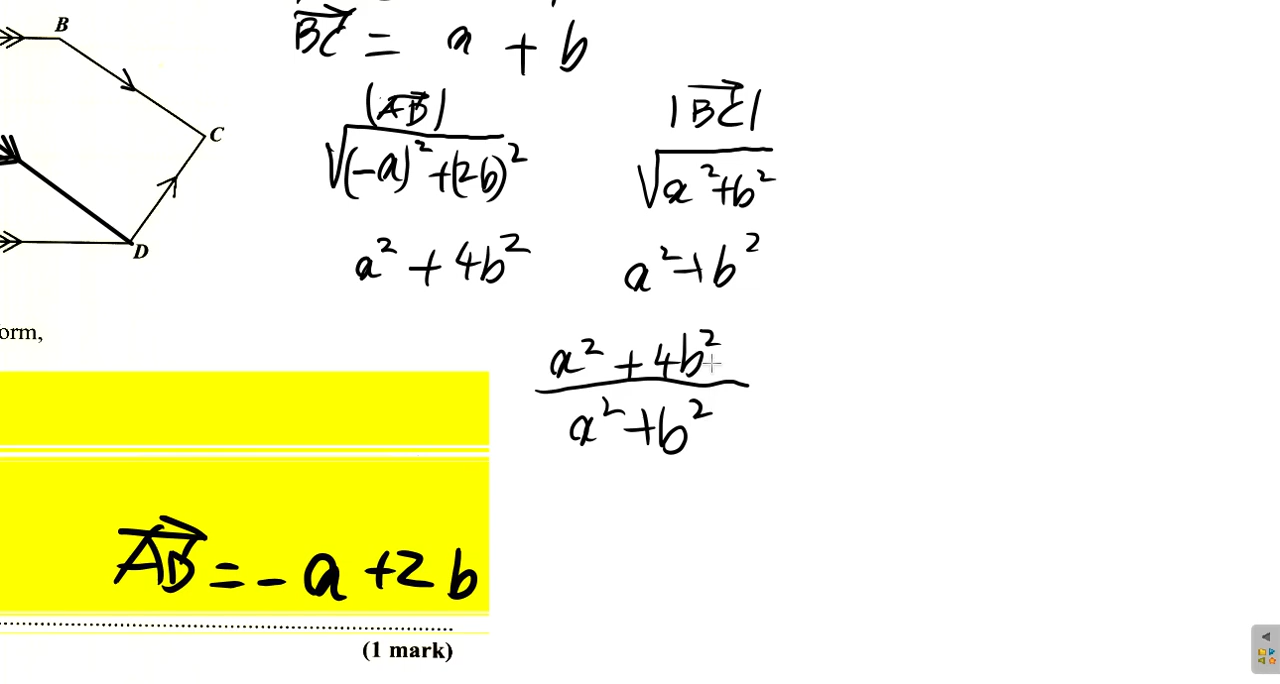 B
BC = a + b
|AB| |BC|
√(-a)² + (2b)² √a² + b²
C
D
a² + 4b² a² + b²
orm,
a² + 4b²
a² + b²
AB = - a + 2 b
(1 mark)